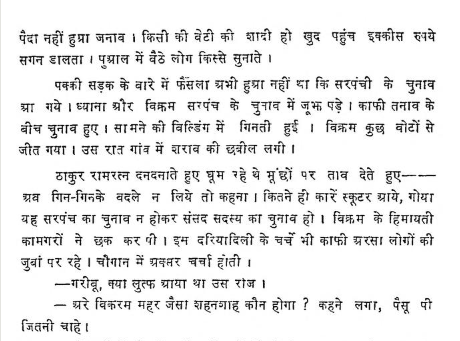 पैदा नहीं हुआ जनाव । किसी की बेटी की शादी हो खुद पहुंच इक्कीस रुपये
सगन डालता । पुआल में बैठे लोग किस्से सुनाते ।
पक्की सड़क के बारे में फैसला अभी हुआ नहीं था कि सरपंची के चुनाव
आ गये । ध्याना और विक्रम सरपंच के चुनाव में जूझ पड़े । काफी तनाव के
बीच चुनाव हुए । सामने की बिल्डिंग में गिनती हुई । विक्रम कुछ वोटों से
जीत गया । उस रात गांव में शराब की छबील लगी ।
ठाकुर रामरत्न दनदनाते हुए घूम रहे थे मूंछों पर ताव देते हुए——
अब गिन-गिनके बदले न लिये तो कहना । कितने ही कारें स्कूटर आये, गोया
यह सरपंच का चुनाव न होकर संसद सदस्य का चुनाव हो । विक्रम के हिमायती
कामगरों ने छक कर पी । इस दरियादिली के चर्चे भी काफी अरसा लोगों की
जुबां पर रहे । चौगान में अक्सर चर्चा होती ।
—गरीबू, क्या लुत्फ आया था उस रोज ।
— अरे विकरम महर जैसा शहनशाह कौन होगा ? कहने लगा, पैसू पी
जितनी चाहे ।